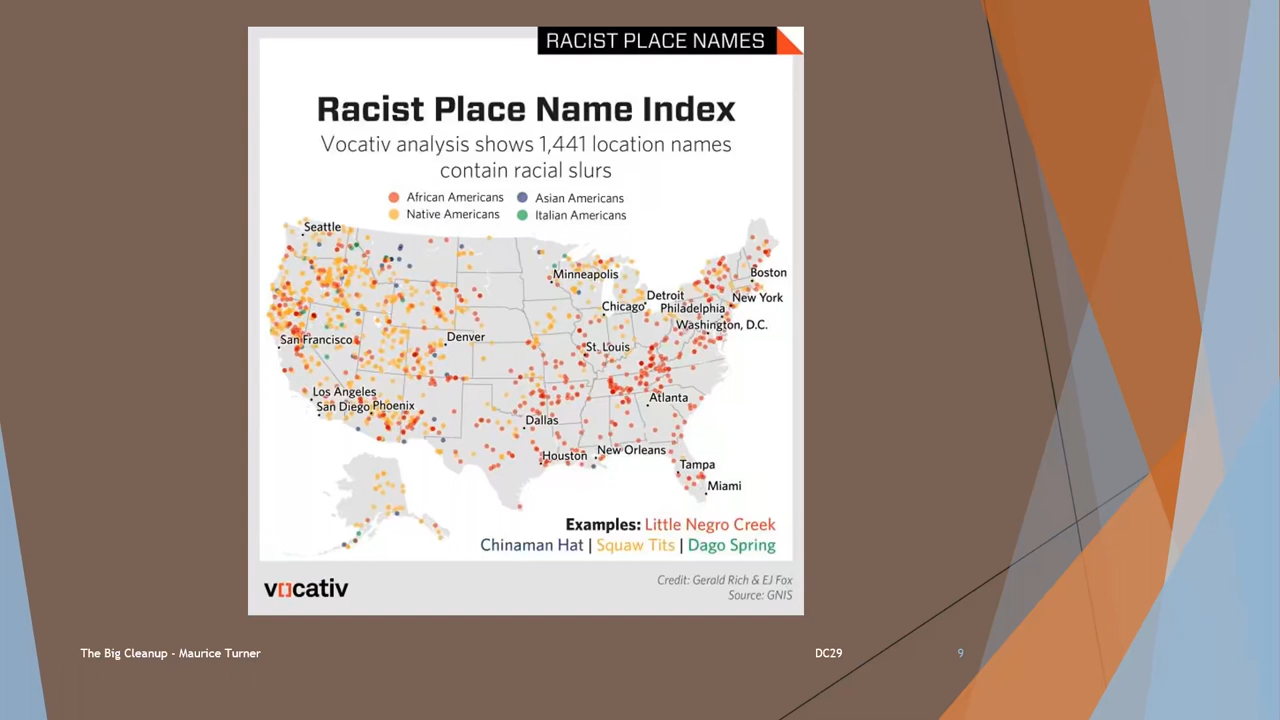 RACIST PLACE NAMES
Racist Place Name Index
Vocativ analysis shows 1,441 location names
contain racial slurs
African Americans
Asian Americans
Native Americans
Italian Americans
Seattle
Minneapolis
Boston
Detroit
New York
Chicago
Philadelphia
Washington, D.C.
San Francisco
Denver
St. Louis
Los Angeles
San Diego
Phoenix
Atlanta
Dallas
Houston
New Orleans
Tampa
Miami
Examples: Little Negro Creek
Chinaman Hat | Squaw Tits | Dago Spring
vocativ
Credit: Gerald Rich & EJ Fox
Source: GNIS
The Big Cleanup - Maurice Turner
DC29
9